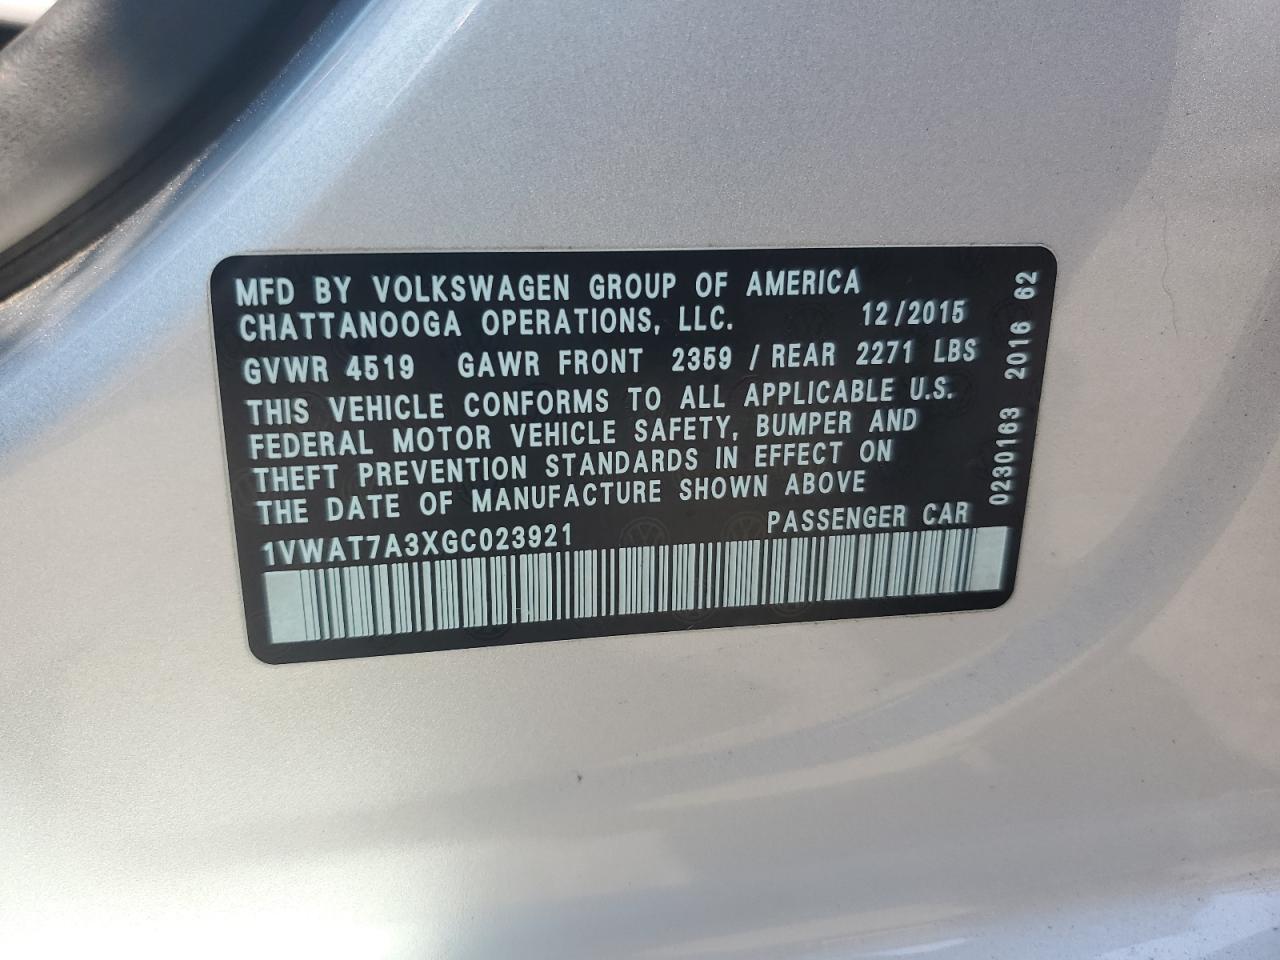 MFD BY VOLKSWAGEN GROUP OF AMERICA
CHATTANOOGA OPERATIONS, LLC. 12/2015
GVWR 4519 GAWR FRONT 2359 / REAR 2271 LBS
THIS VEHICLE CONFORMS TO ALL APPLICABLE U.S.
FEDERAL MOTOR VEHICLE SAFETY, BUMPER AND
THEFT PREVENTION STANDARDS IN EFFECT ON
THE DATE OF MANUFACTURE SHOWN ABOVE
1VWAT7A3XGC023921 PASSENGER CAR
0230163 2016 62